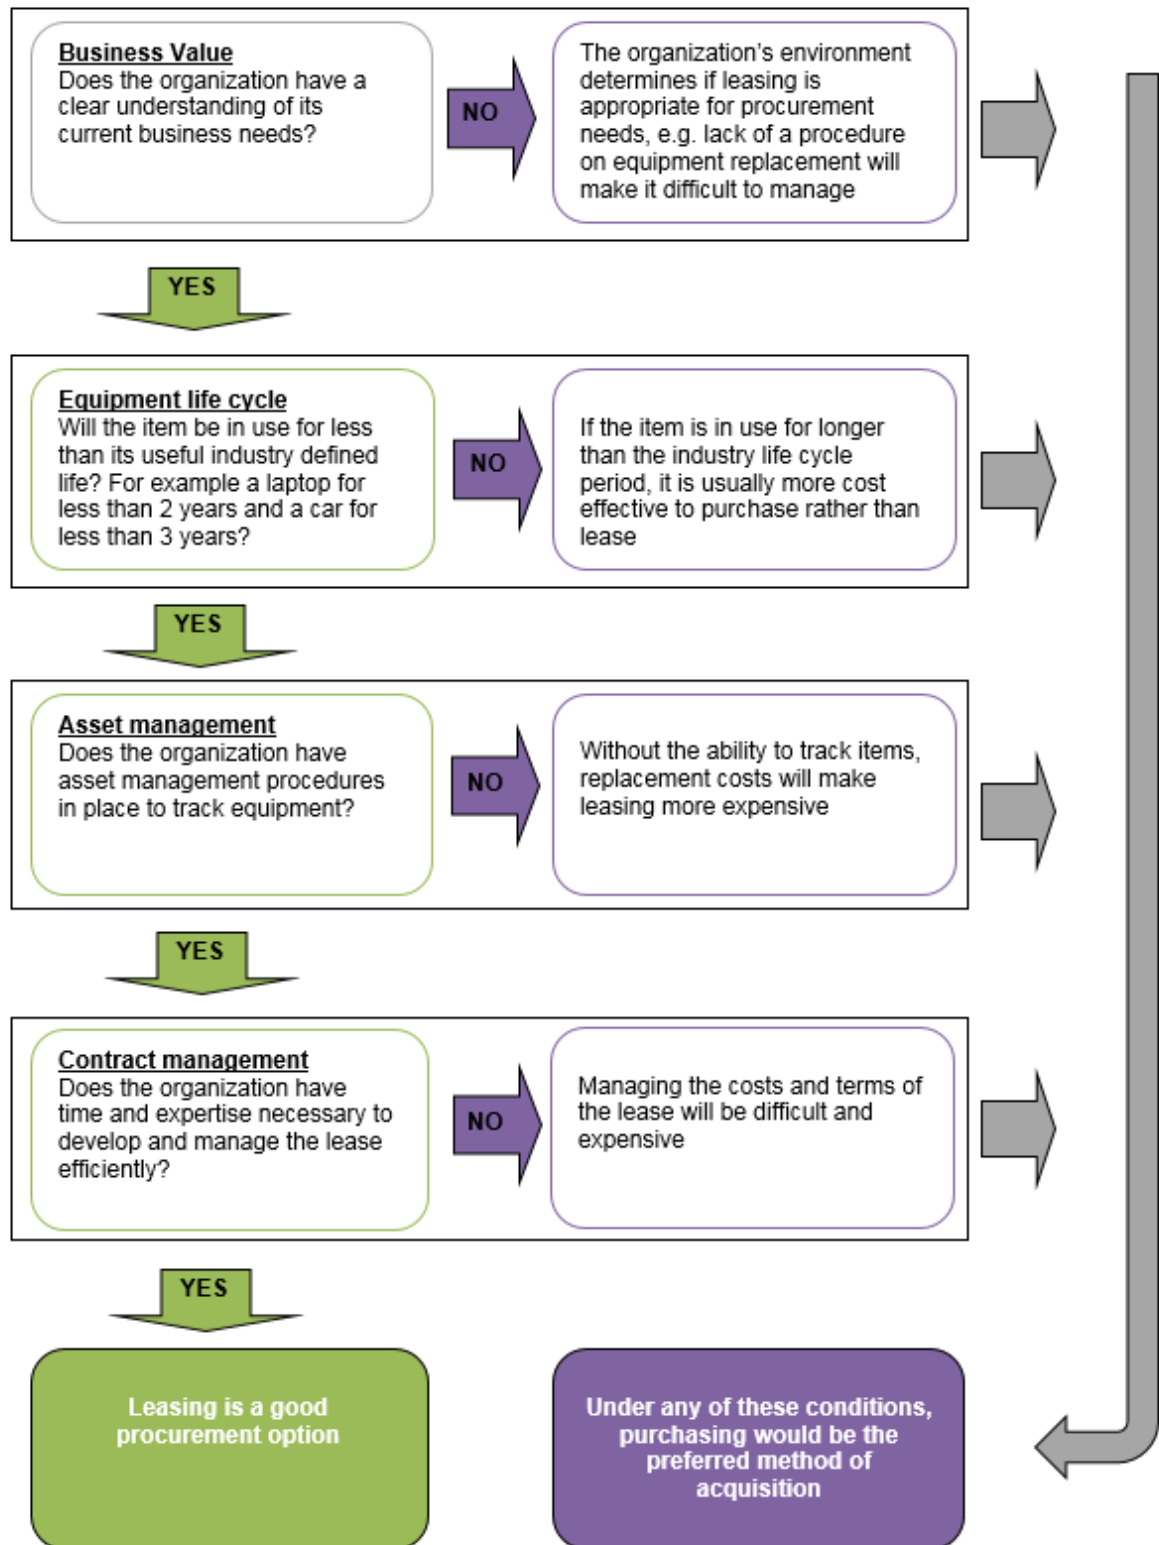 Business Value
Does the organization have a
clear understanding of its
current business needs?
NO
The organization's environment
determines if leasing is
appropriate for procurement
needs, e.g. lack of a procedure
on equipment replacement will
make it difficult to manage
YES
Equipment life cycle
Will the item be in use for less
than its useful industry defined
life? For example a laptop for
less than 2 years and a car for
less than 3 years?
NO
If the item is in use for longer
than the industry life cycle
period, it is usually more cost
effective to purchase rather than
lease
YES
Asset management
Does the organization have
asset management procedures
in place to track equipment?
NO
Without the ability to track items,
replacement costs will make
leasing more expensive
YES
Contract management
Does the organization have
time and expertise necessary to
develop and manage the lease
efficiently?
NO
Managing the costs and terms of
the lease will be difficult and
expensive
YES
Leasing is a good
procurement option
Under any of these conditions,
purchasing would be the
preferred method of
acquisition